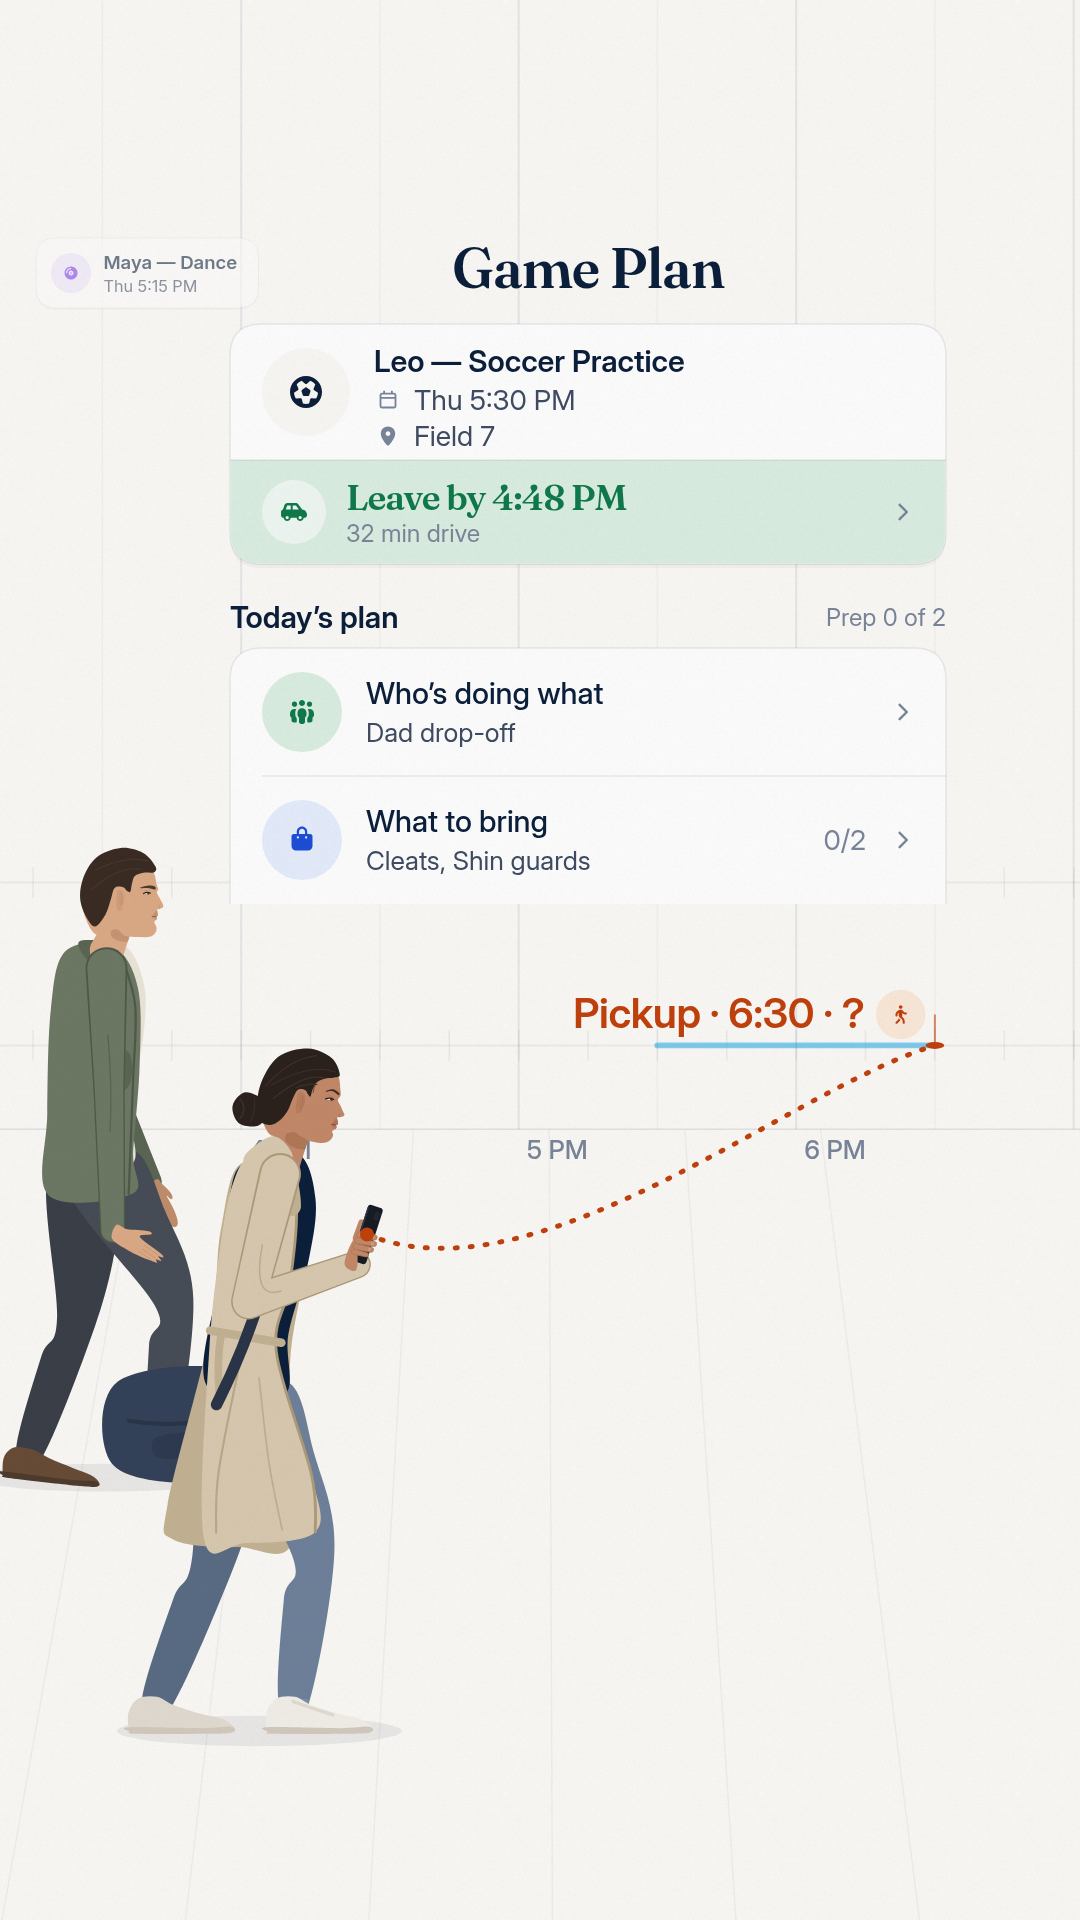 Game Plan
Maya — Dance
Thu 5:15 PM
Leo — Soccer Practice
Thu 5:30 PM
Field 7
Leave by 4:48 PM
32 min drive
Today’s plan
Prep 0 of 2
Who’s doing what
Dad drop-off
What to bring
Cleats, Shin guards
0/2
Pickup · 6:30 · ?
5 PM
6 PM